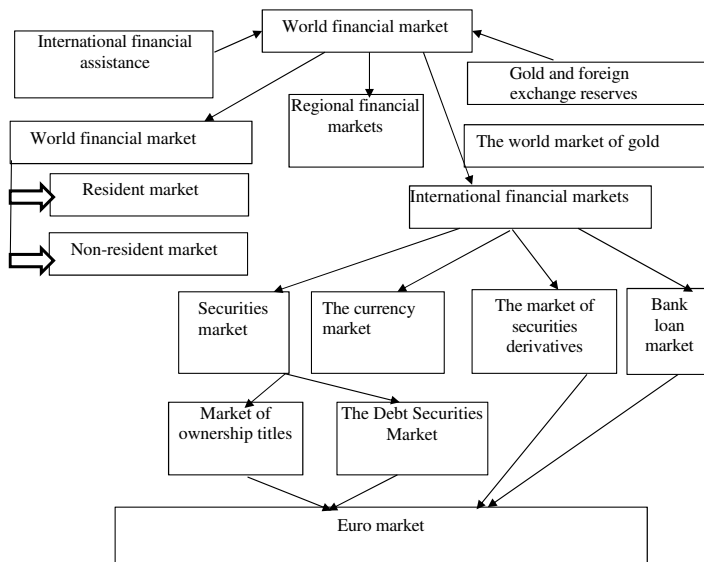 World financial market
International financial
assistance
Gold and foreign
exchange reserves
Regional financial
markets
World financial market
The world market of gold
Resident market
International financial markets
Non-resident market
Securities
market
The currency
market
The market of
securities
derivatives
Bank
loan
market
Market of
ownership titles
The Debt Securities
Market
Euro market